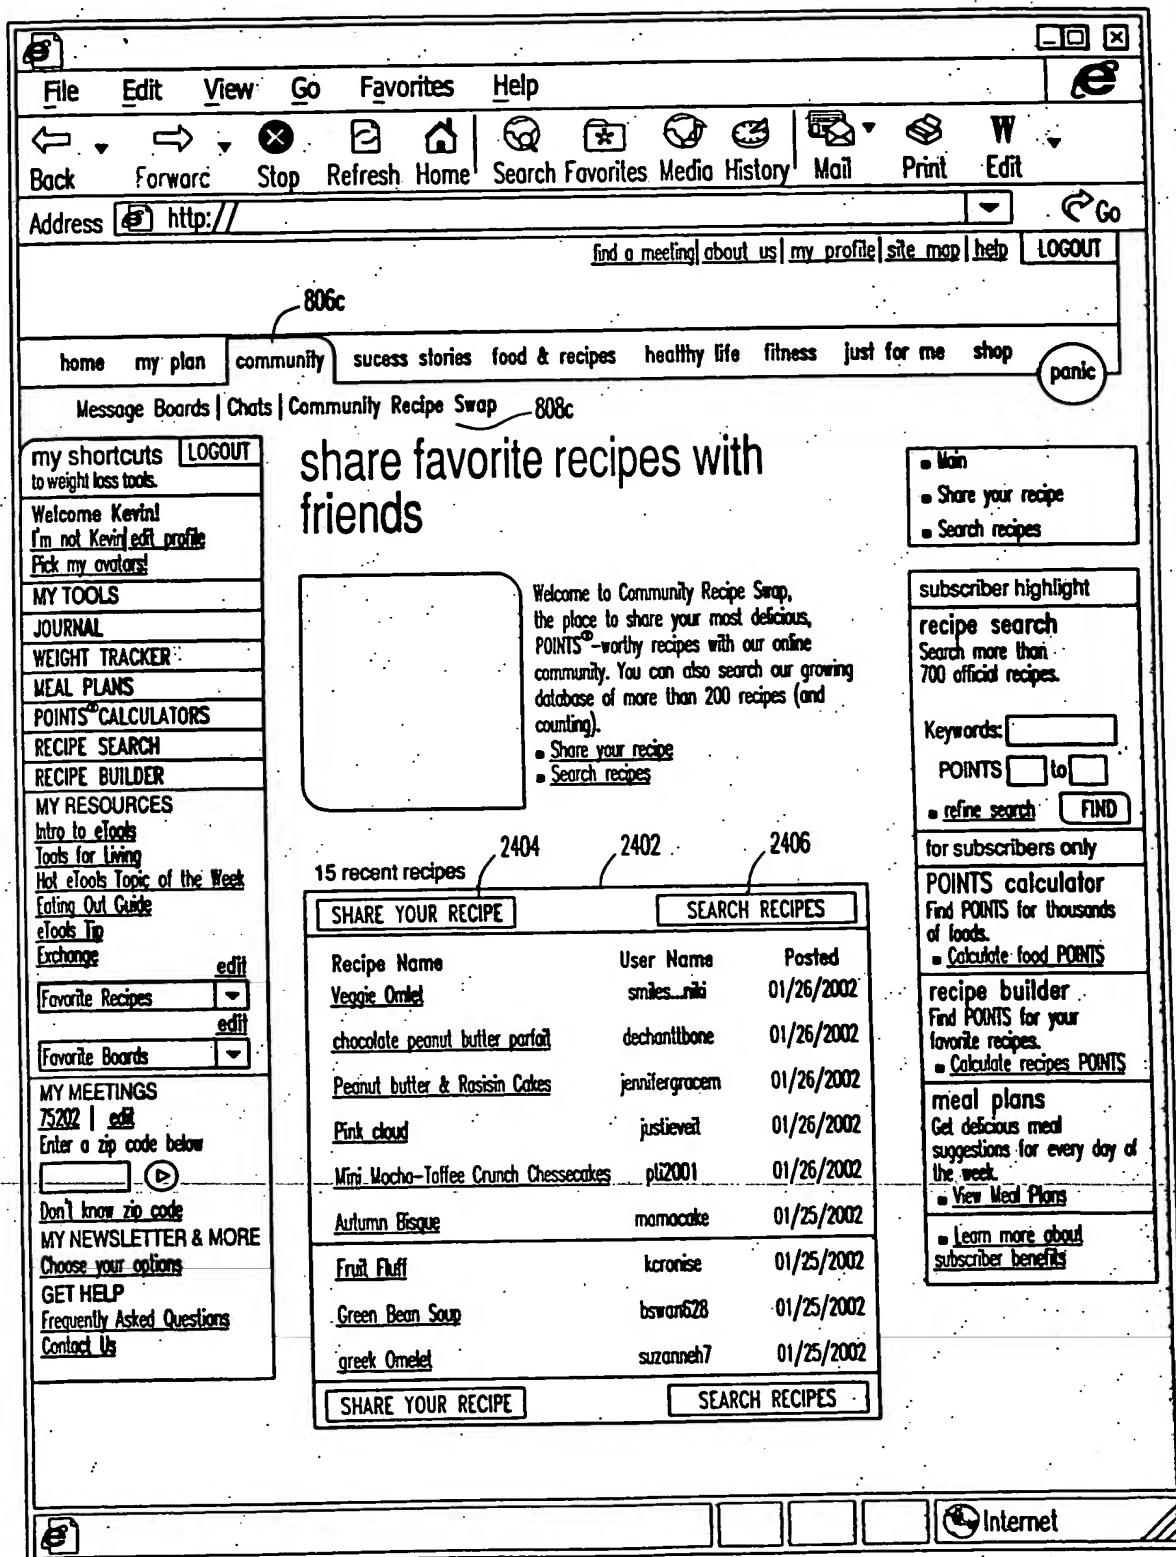 File Edit View Go Favorites Help
Back Forward Stop Refresh Home Search Favorites Media History Mail Print Edit
Address http:// Go
find a meeting| about us| my profile| site map| help LOGOUT
806c
home my plan community sucess stories food & recipes healthy life fitness just for me shop panic
Message Boards | Chats | Community Recipe Swap 808c
my shortcuts LOGOUT
to weight loss tools.
Welcome Kevin!
I'm not Kevin| edit profile
Pick my avatars!
MY TOOLS
JOURNAL
WEIGHT TRACKER
MEAL PLANS
POINTS® CALCULATORS
RECIPE SEARCH
RECIPE BUILDER
MY RESOURCES
Intro to eTools
Tools for Living
Hot eTools Topic of the Week
Eating Out Guide
eTools Tip
Exchange
edit
Favorite Recipes
edit
Favorite Boards
MY MEETINGS
75202 | edit
Enter a zip code below
Don't know zip code
MY NEWSLETTER & MORE
Choose your options
GET HELP
Frequently Asked Questions
Contact Us
share favorite recipes with
friends
Welcome to Community Recipe Swap,
the place to share your most delicious,
POINTS®-worthy recipes with our online
community. You can also search our growing
database of more than 200 recipes (and
counting).
Share your recipe
Search recipes
2404 2402 2406
15 recent recipes
SHARE YOUR RECIPE SEARCH RECIPES
Recipe Name User Name Posted
Veggie Omlet smiles...niki 01/26/2002
chocolate peanut butter parfait dechanttbone 01/26/2002
Peanut butter & Rasisin Cakes jennifergracem 01/26/2002
Pink cloud justieveit 01/26/2002
Mini Mocha-Toffee Crunch Chessecakes pti2001 01/26/2002
Autumn Bisque mamacake 01/25/2002
Fruit Fluff kcronise 01/25/2002
Green Bean Soup bswan628 01/25/2002
greek Omelet suzanneh7 01/25/2002
SHARE YOUR RECIPE SEARCH RECIPES
Main
Share your recipe
Search recipes
subscriber highlight
recipe search
Search more than
700 official recipes.
Keywords:
POINTS to
refine search FIND
for subscribers only
POINTS calculator
Find POINTS for thousands
of foods.
Calculate food POINTS
recipe builder
Find POINTS for your
favorite recipes.
Calculate recipes POINTS
meal plans
Get delicious meal
suggestions for every day of
the week.
View Meal Plans
Learn more about
subscriber benefits
Internet